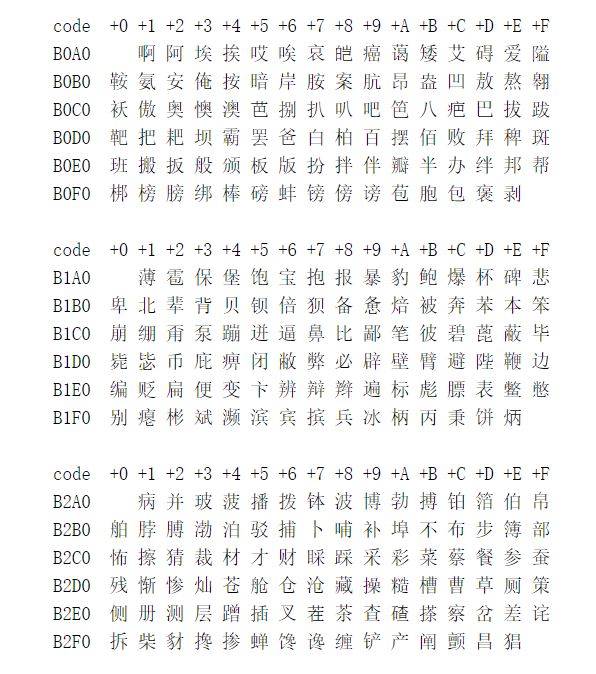 code +0 +1 +2 +3 +4 +5 +6 +7 +8 +9 +A +B +C +D +E +F
B0A0 啊 阿 埃 挨 哎 唉 哀 皑 癌 蔼 矮 艾 碍 爱 隘
B0B0 鞍 氨 安 俺 按 暗 岸 胺 案 肮 昂 盎 凹 敖 熬 翱
B0C0 袄 傲 奥 懊 澳 芭 捌 扒 叭 吧 笆 八 疤 巴 拔 跋
B0D0 靶 把 耙 坝 霸 罢 爸 白 柏 百 摆 佰 败 拜 稗 斑
B0E0 班 搬 扳 般 颁 板 版 扮 拌 伴 瓣 半 办 绊 邦 帮
B0F0 梆 榜 膀 绑 棒 磅 蚌 镑 傍 谤 苞 胞 包 褒 剥
code +0 +1 +2 +3 +4 +5 +6 +7 +8 +9 +A +B +C +D +E +F
B1A0 薄 雹 保 堡 饱 宝 抱 报 暴 豹 鲍 爆 杯 碑 悲
B1B0 卑 北 辈 背 贝 钡 倍 狈 备 惫 焙 被 奔 苯 本 笨
B1C0 崩 绷 甭 泵 蹦 迸 逼 鼻 比 鄙 笔 彼 碧 蓖 蔽 毕
B1D0 毙 毖 币 庇 痹 闭 敝 弊 必 辟 壁 臂 避 陛 鞭 边
B1E0 编 贬 扁 便 变 卞 辨 辩 辫 遍 标 彪 膘 表 鳖 憋
B1F0 别 瘪 彬 斌 濒 滨 宾 摈 兵 冰 柄 丙 秉 饼 炳
code +0 +1 +2 +3 +4 +5 +6 +7 +8 +9 +A +B +C +D +E +F
B2A0 病 并 玻 菠 播 拨 钵 波 博 勃 搏 铂 箔 伯 帛
B2B0 舶 脖 膊 渤 泊 驳 捕 卜 哺 补 埠 不 布 步 簿 部
B2C0 怖 擦 猜 裁 材 才 财 睬 踩 采 彩 菜 蔡 餐 参 蚕
B2D0 残 惭 惨 灿 苍 舱 仓 沧 藏 操 糙 槽 曹 草 厕 策
B2E0 侧 册 测 层 蹭 插 叉 茬 茶 查 碴 搽 察 岔 差 诧
B2F0 拆 柴 豺 搀 掺 蝉 馋 谗 缠 铲 产 阐 颤 昌 猖